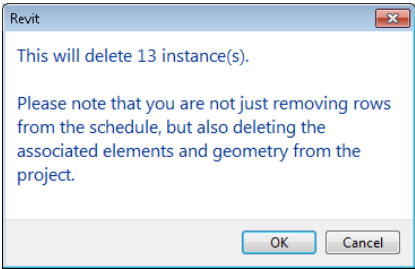 Revit
This will delete 13 instance(s).
Please note that you are not just removing rows
from the schedule, but also deleting the
associated elements and geometry from the
project.
OK Cancel